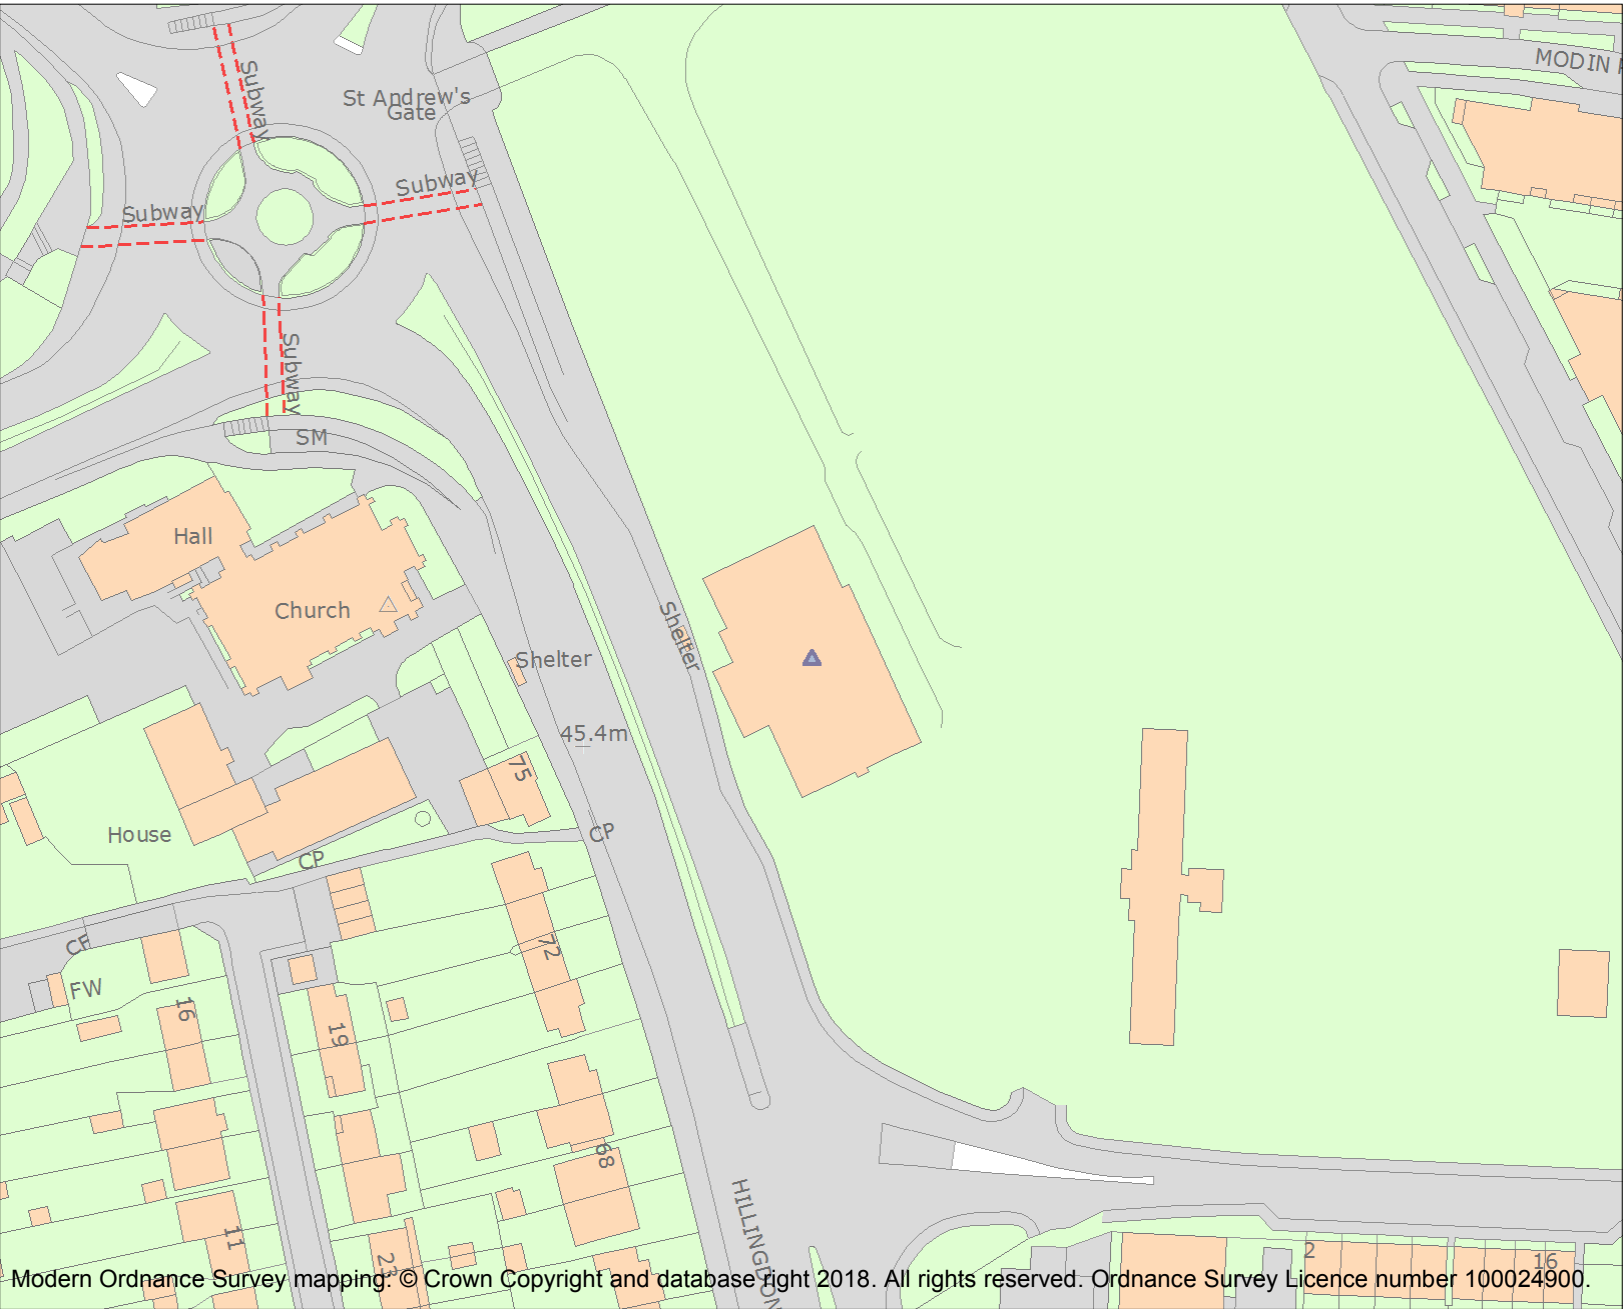 MODIN
Subway
St Andrew's
Gate
Subway
Subway
Subway
SM
Hall
Church
Shelter
Shelter
45.4m
75
House
CP
CP
72
CF
FW
16
19
68
HILLINGDON
11
23
2
16
Modern Ordnance Survey mapping: © Crown Copyright and database right 2018. All rights reserved. Ordnance Survey Licence number 100024900.